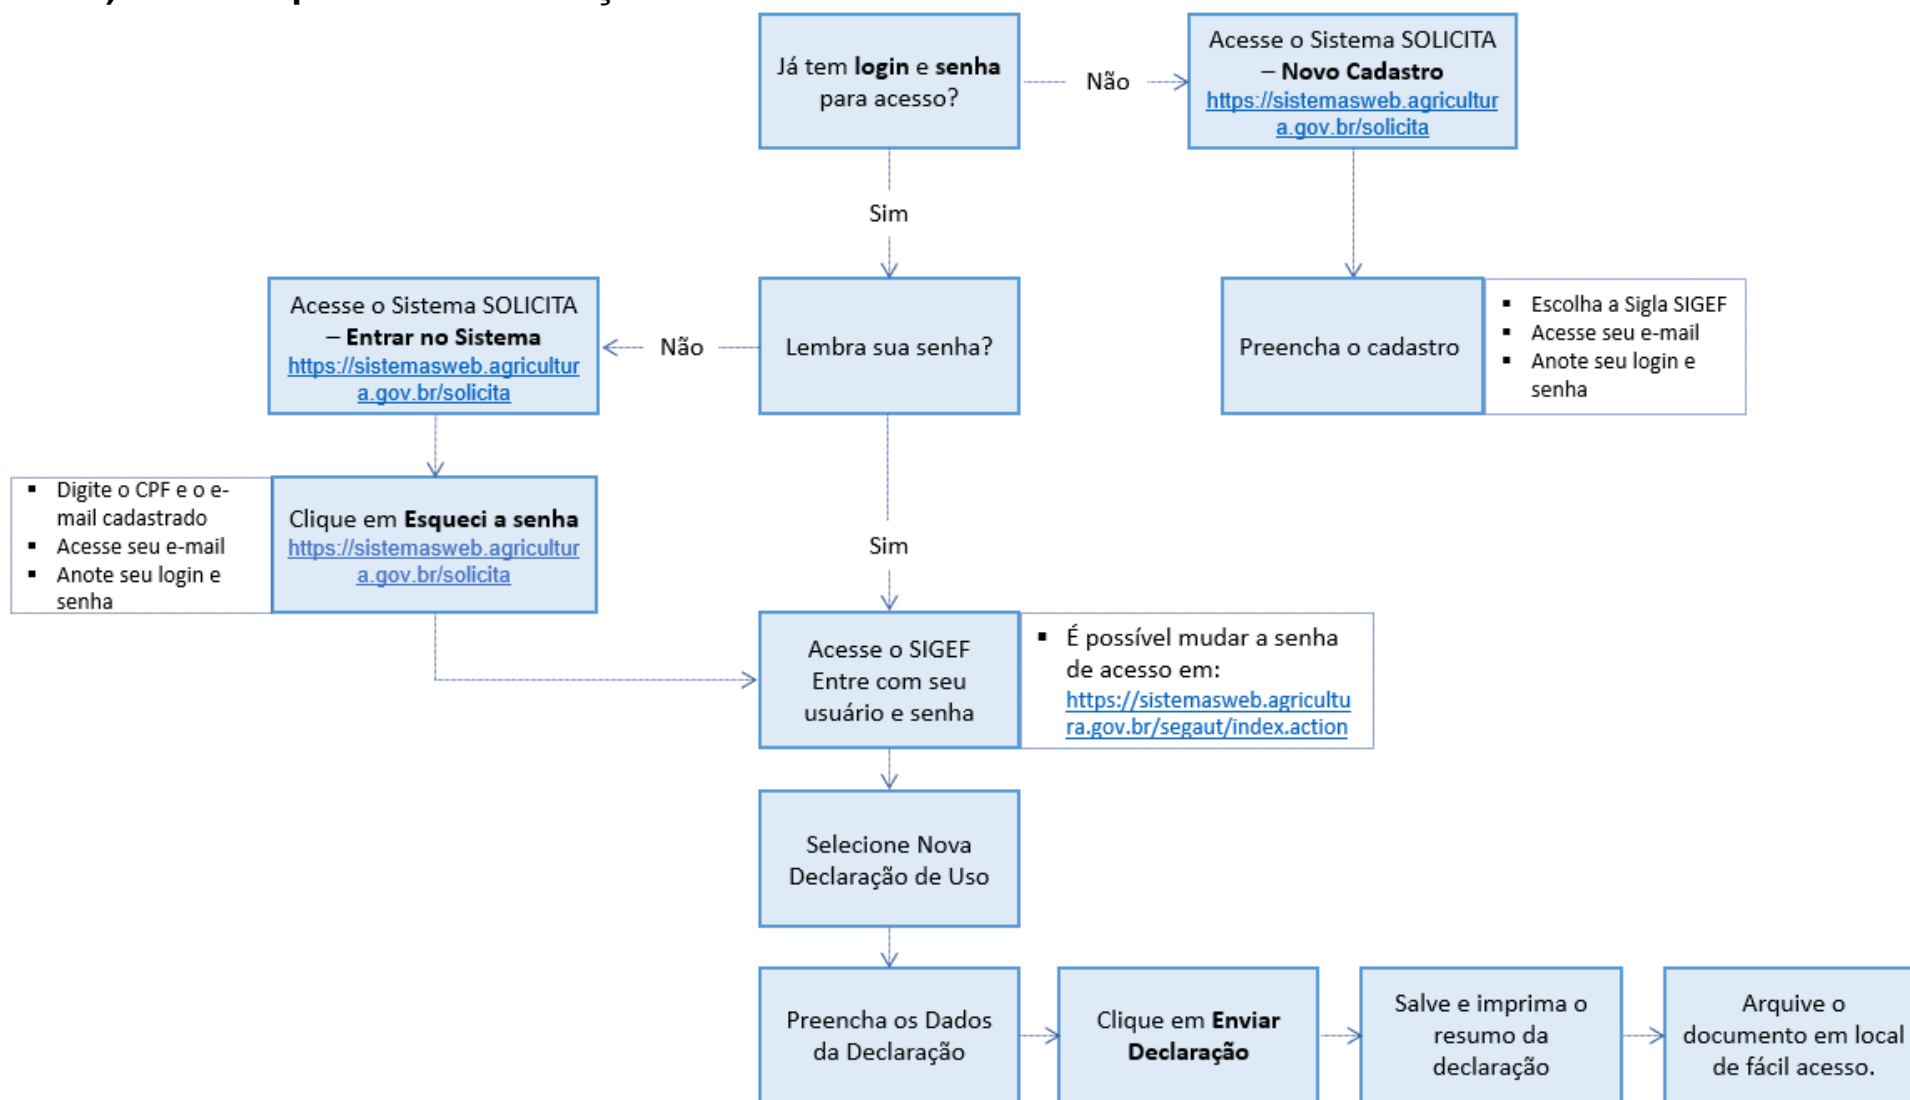 Já tem login e senha
para acesso?
Não
Acesse o Sistema SOLICITA
– Novo Cadastro
https://sistemasweb.agricultur
a.gov.br/solicita
Sim
Acesse o Sistema SOLICITA
– Entrar no Sistema
https://sistemasweb.agricultur
a.gov.br/solicita
Não
Lembra sua senha?
Preencha o cadastro
▪ Escolha a Sigla SIGEF
▪ Acesse seu e-mail
▪ Anote seu login e
senha
▪ Digite o CPF e o e-
mail cadastrado
▪ Acesse seu e-mail
▪ Anote seu login e
senha
Clique em Esqueci a senha
https://sistemasweb.agricultur
a.gov.br/solicita
Sim
Acesse o SIGEF
Entre com seu
usuário e senha
▪ É possível mudar a senha
de acesso em:
https://sistemasweb.agricultu
ra.gov.br/segaut/index.action
Selecione Nova
Declaração de Uso
Preencha os Dados
da Declaração
Clique em Enviar
Declaração
Salve e imprima o
resumo da
declaração
Arquive o
documento em local
de fácil acesso.